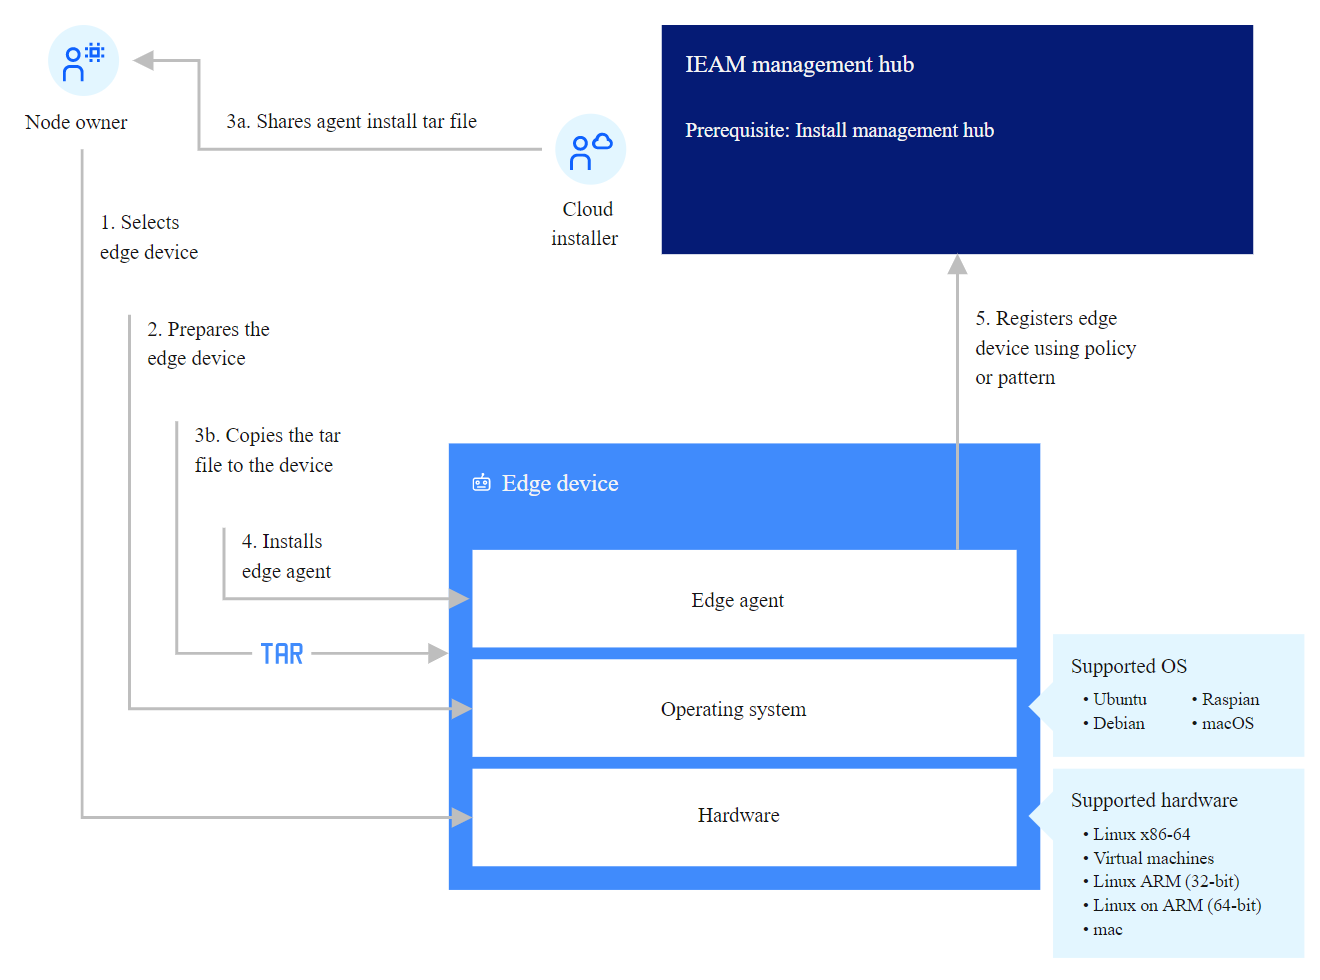 Node owner
3a. Shares agent install tar file
Cloud
installer
IEAM management hub
Prerequisite: Install management hub
1. Selects
edge device
2. Prepares the
edge device
3b. Copies the tar
file to the device
4. Installs
edge agent
TAR
5. Registers edge
device using policy
or pattern
Edge device
Edge agent
Operating system
Hardware
Supported OS
• Ubuntu • Raspian
• Debian • macOS
Supported hardware
• Linux x86-64
• Virtual machines
• Linux ARM (32-bit)
• Linux on ARM (64-bit)
• mac